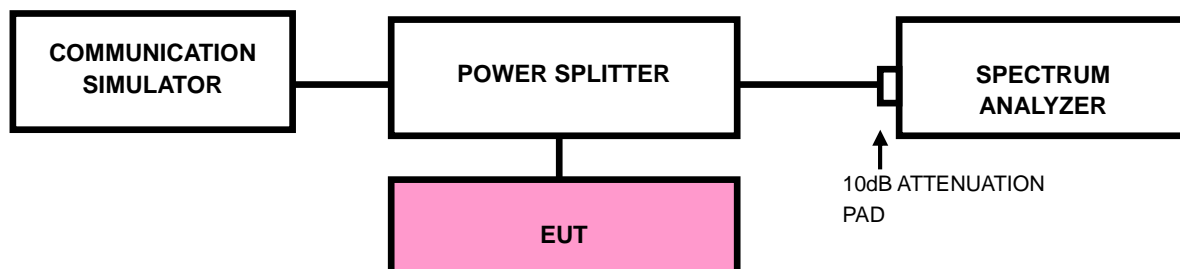 COMMUNICATION
SIMULATOR
POWER SPLITTER
SPECTRUM
ANALYZER
10dB ATTENUATION
PAD
EUT